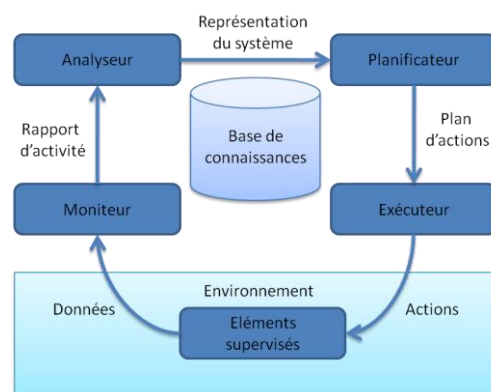 Représentation
du système
Analyseur
Planificateur
Rapport
d'activité
Base de
connaissances
Plan
d'actions
Moniteur
Exécuteur
Environnement
Données
Actions
Eléments
supervisés